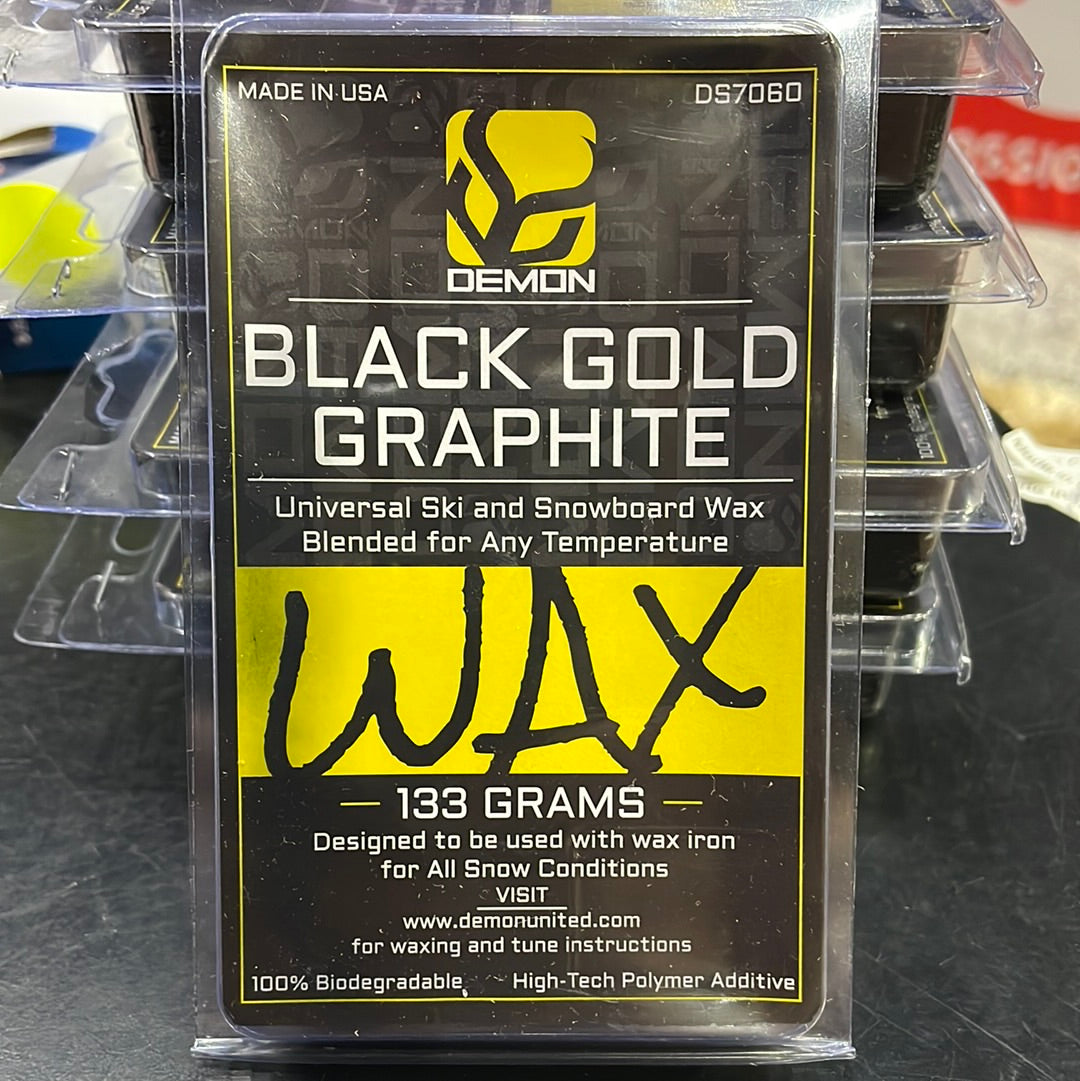 MADE IN USA
DS7060
DEMON
BLACK GOLD
GRAPHITE
Universal Ski and Snowboard Wax
Blended for Any Temperature
WAX
133 GRAMS
Designed to be used with wax iron
for All Snow Conditions
VISIT
www.demonunited.com
for waxing and tune instructions
100% Biodegradable
High-Tech Polymer Additive